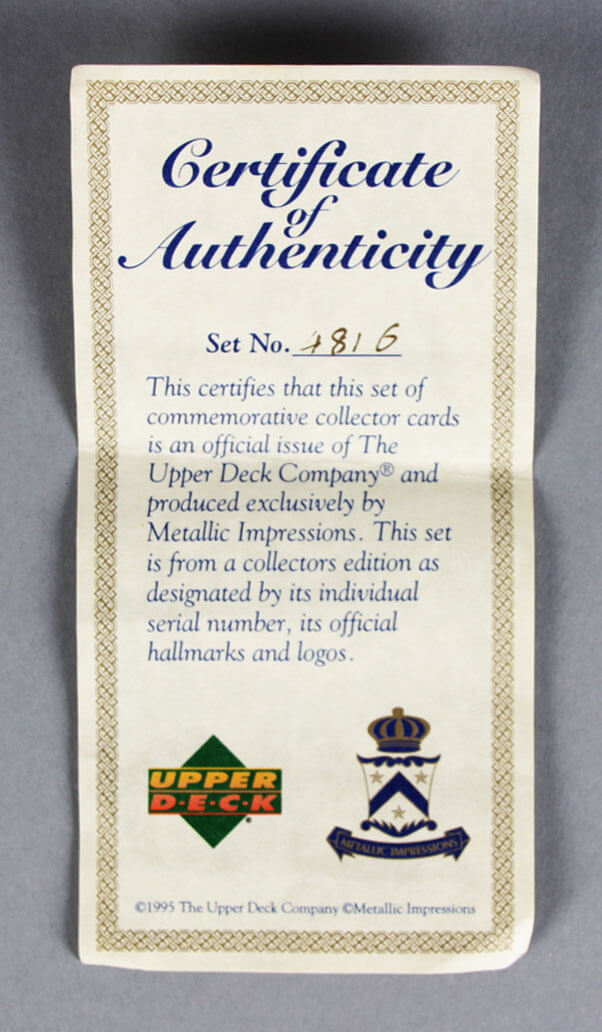 Certificate
of
Authenticity
Set No. 4816
This certifies that this set of
commemorative collector cards
is an official issue of The
Upper Deck Company® and
produced exclusively by
Metallic Impressions. This set
is from a collectors edition as
designated by its individual
serial number, its official
hallmarks and logos.
UPPER
D·E·C·K®
METALLIC IMPRESSIONS
©1995 The Upper Deck Company ©Metallic Impressions